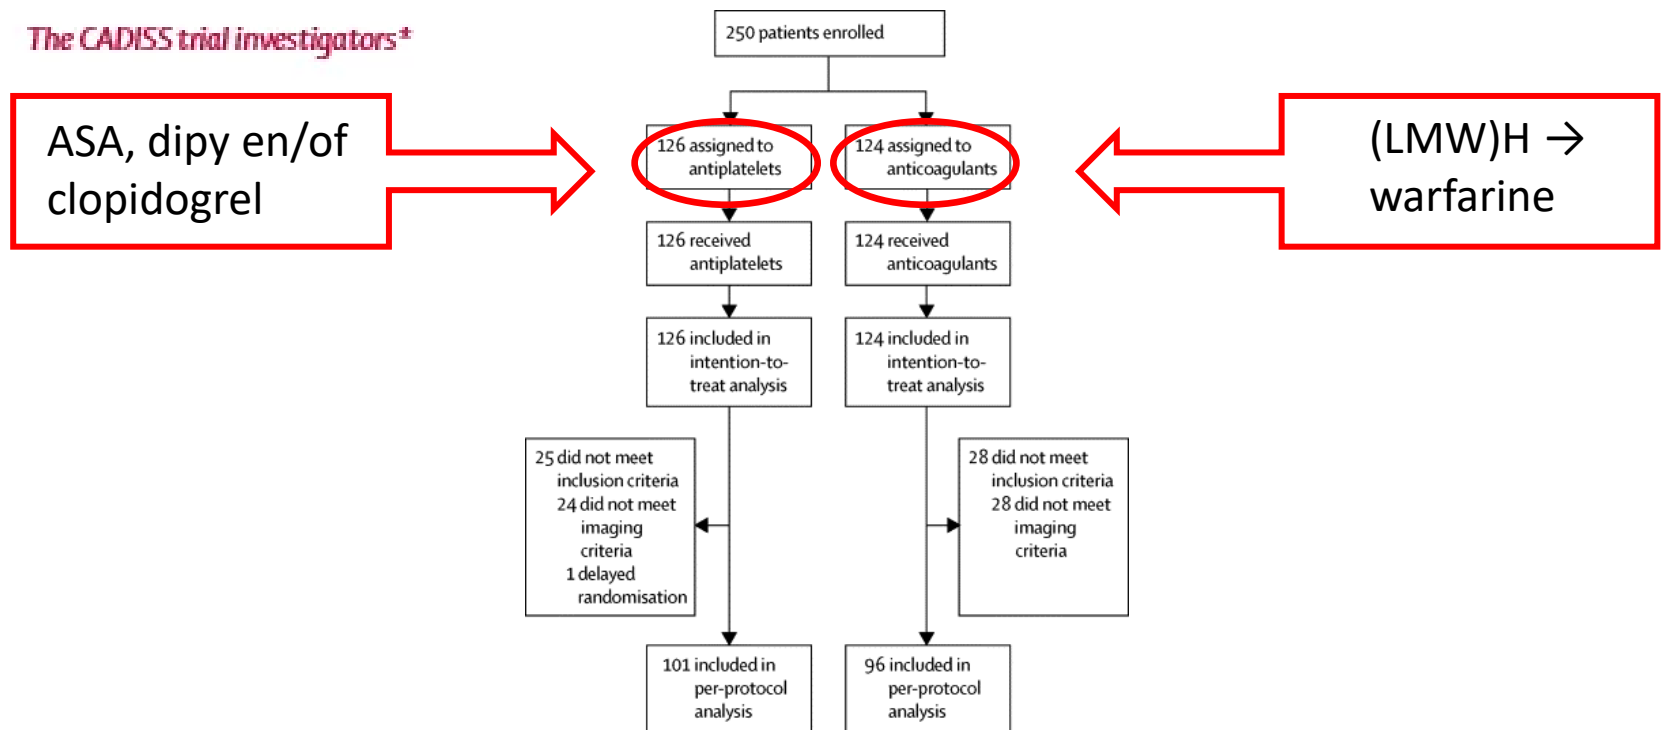 The CADISS trial investigators*
250 patients enrolled
ASA, dipy en/of
clopidogrel
126 assigned to
antiplatelets
124 assigned to
anticoagulants
(LMW)H →
warfarine
126 received
antiplatelets
124 received
anticoagulants
126 included in
intention-to-
treat analysis
124 included in
intention-to-
treat analysis
25 did not meet
inclusion criteria
24 did not meet
imaging
criteria
1 delayed
randomisation
28 did not meet
inclusion criteria
28 did not meet
imaging
criteria
101 included in
per-protocol
analysis
96 included in
per-protocol
analysis